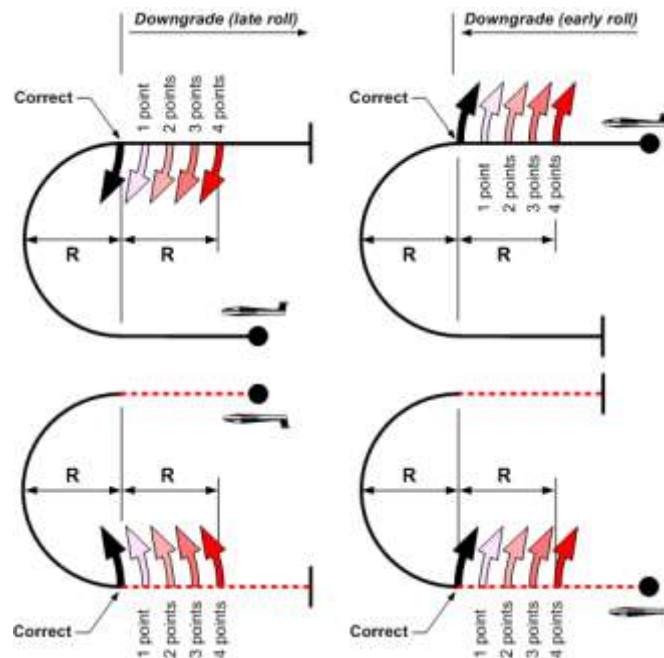 Downgrade (late roll)
Downgrade (early roll)
Correct
1 point
2 points
3 points
4 points
R
R
Correct
1 point
2 points
3 points
4 points
R
R
R
R
Correct
1 point
2 points
3 points
4 points
R
R
Correct
1 point
2 points
3 points
4 points